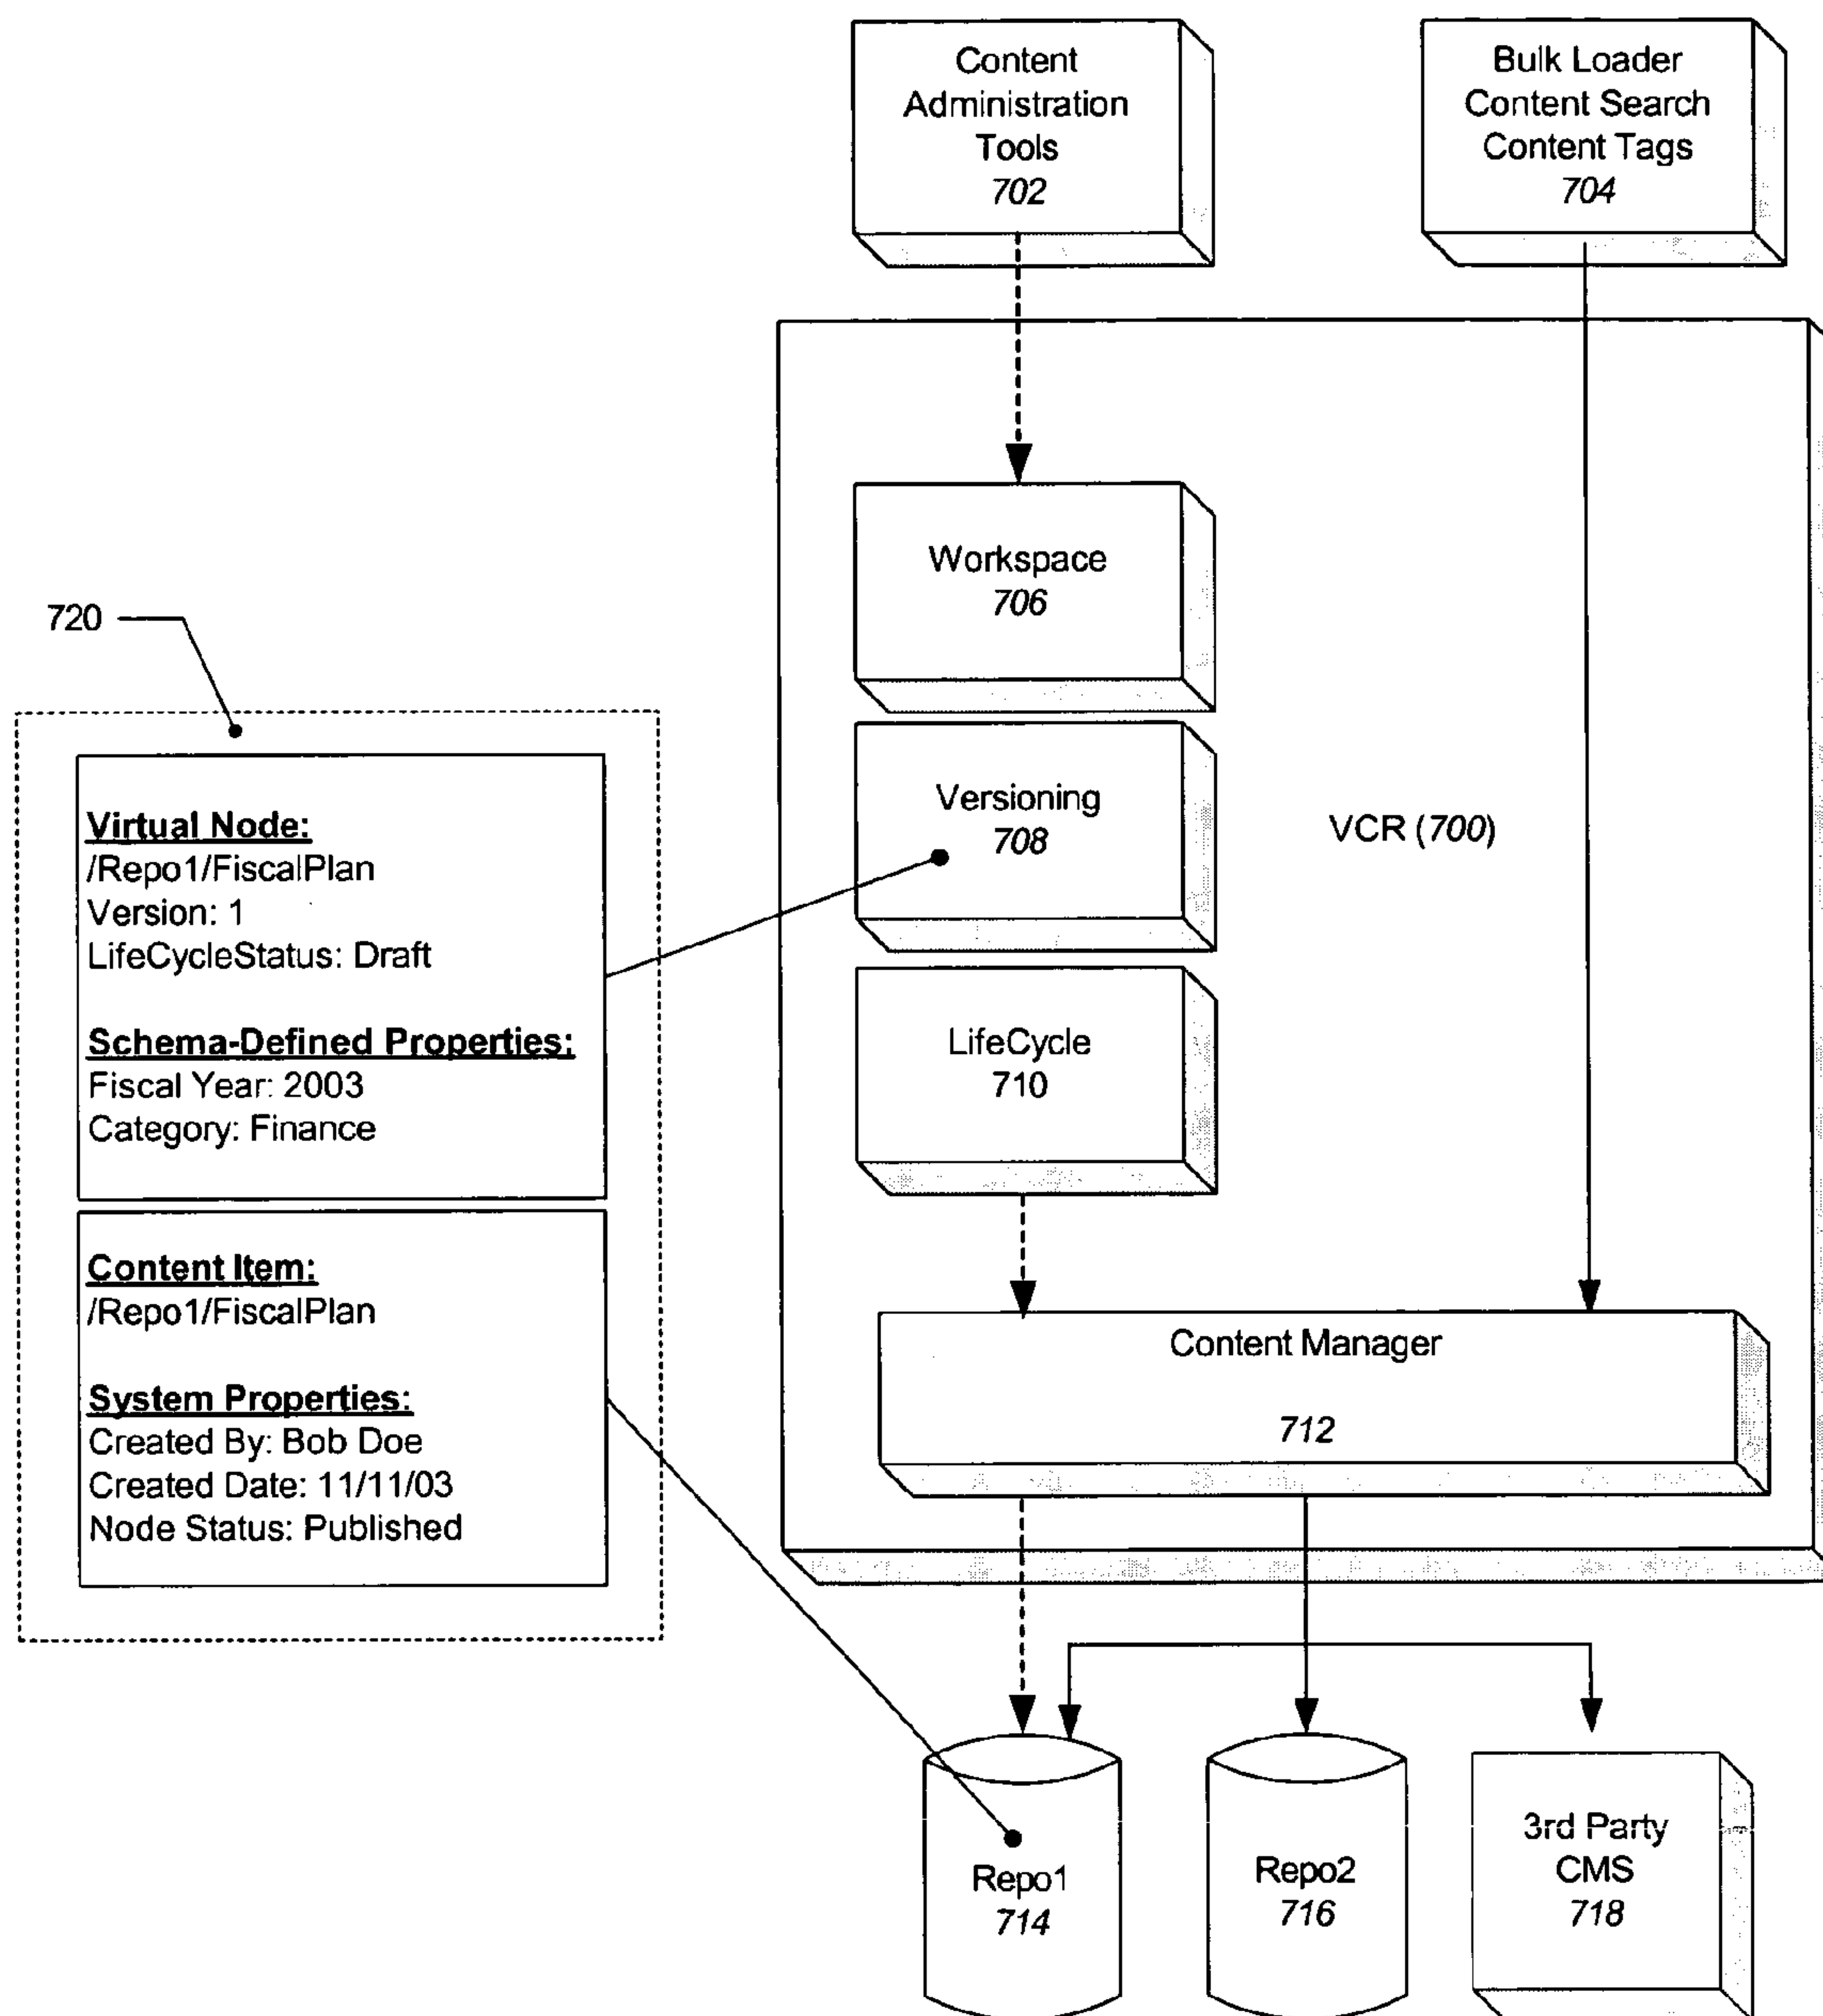 Content
Administration
Tools
702
Bulk Loader
Content Search
Content Tags
704
Workspace
706
720
Versioning
708
VCR (700)
Virtual Node:
/Repo1/FiscalPlan
Version: 1
LifeCycleStatus: Draft
Schema-Defined Properties:
Fiscal Year: 2003
Category: Finance
LifeCycle
710
Content Item:
/Repo1/FiscalPlan
System Properties:
Created By: Bob Doe
Created Date: 11/11/03
Node Status: Published
Content Manager
712
Repo1
714
Repo2
716
3rd Party
CMS
718